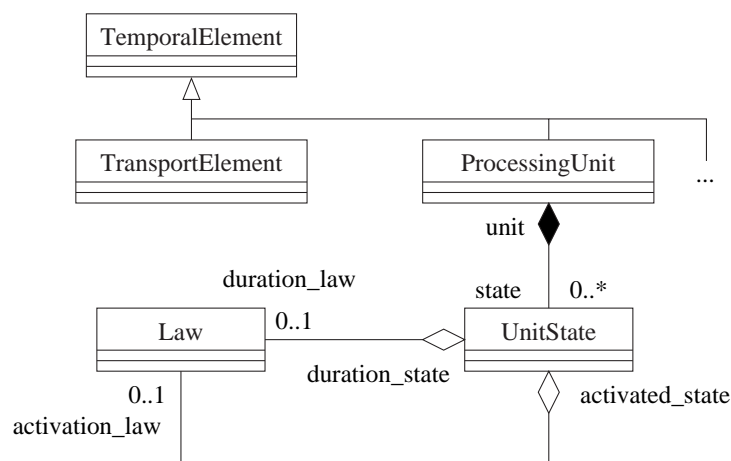 TemporalElement
TransportElement
ProcessingUnit
...
unit
duration_law
state
0..*
0..1
Law
UnitState
duration_state
0..1
activated_state
activation_law